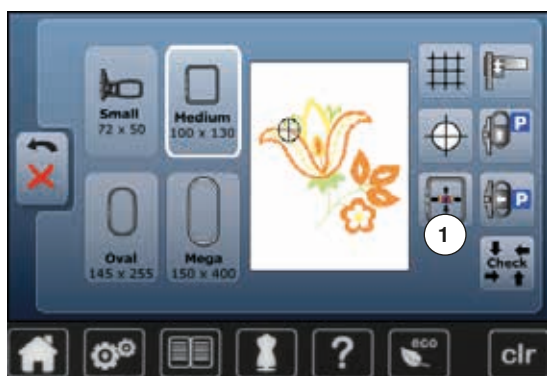 Small
72 x 50
Medium
100 x 130
P
P
1
Oval
145 x 255
Mega
150 x 400
Check
?
eco
clr